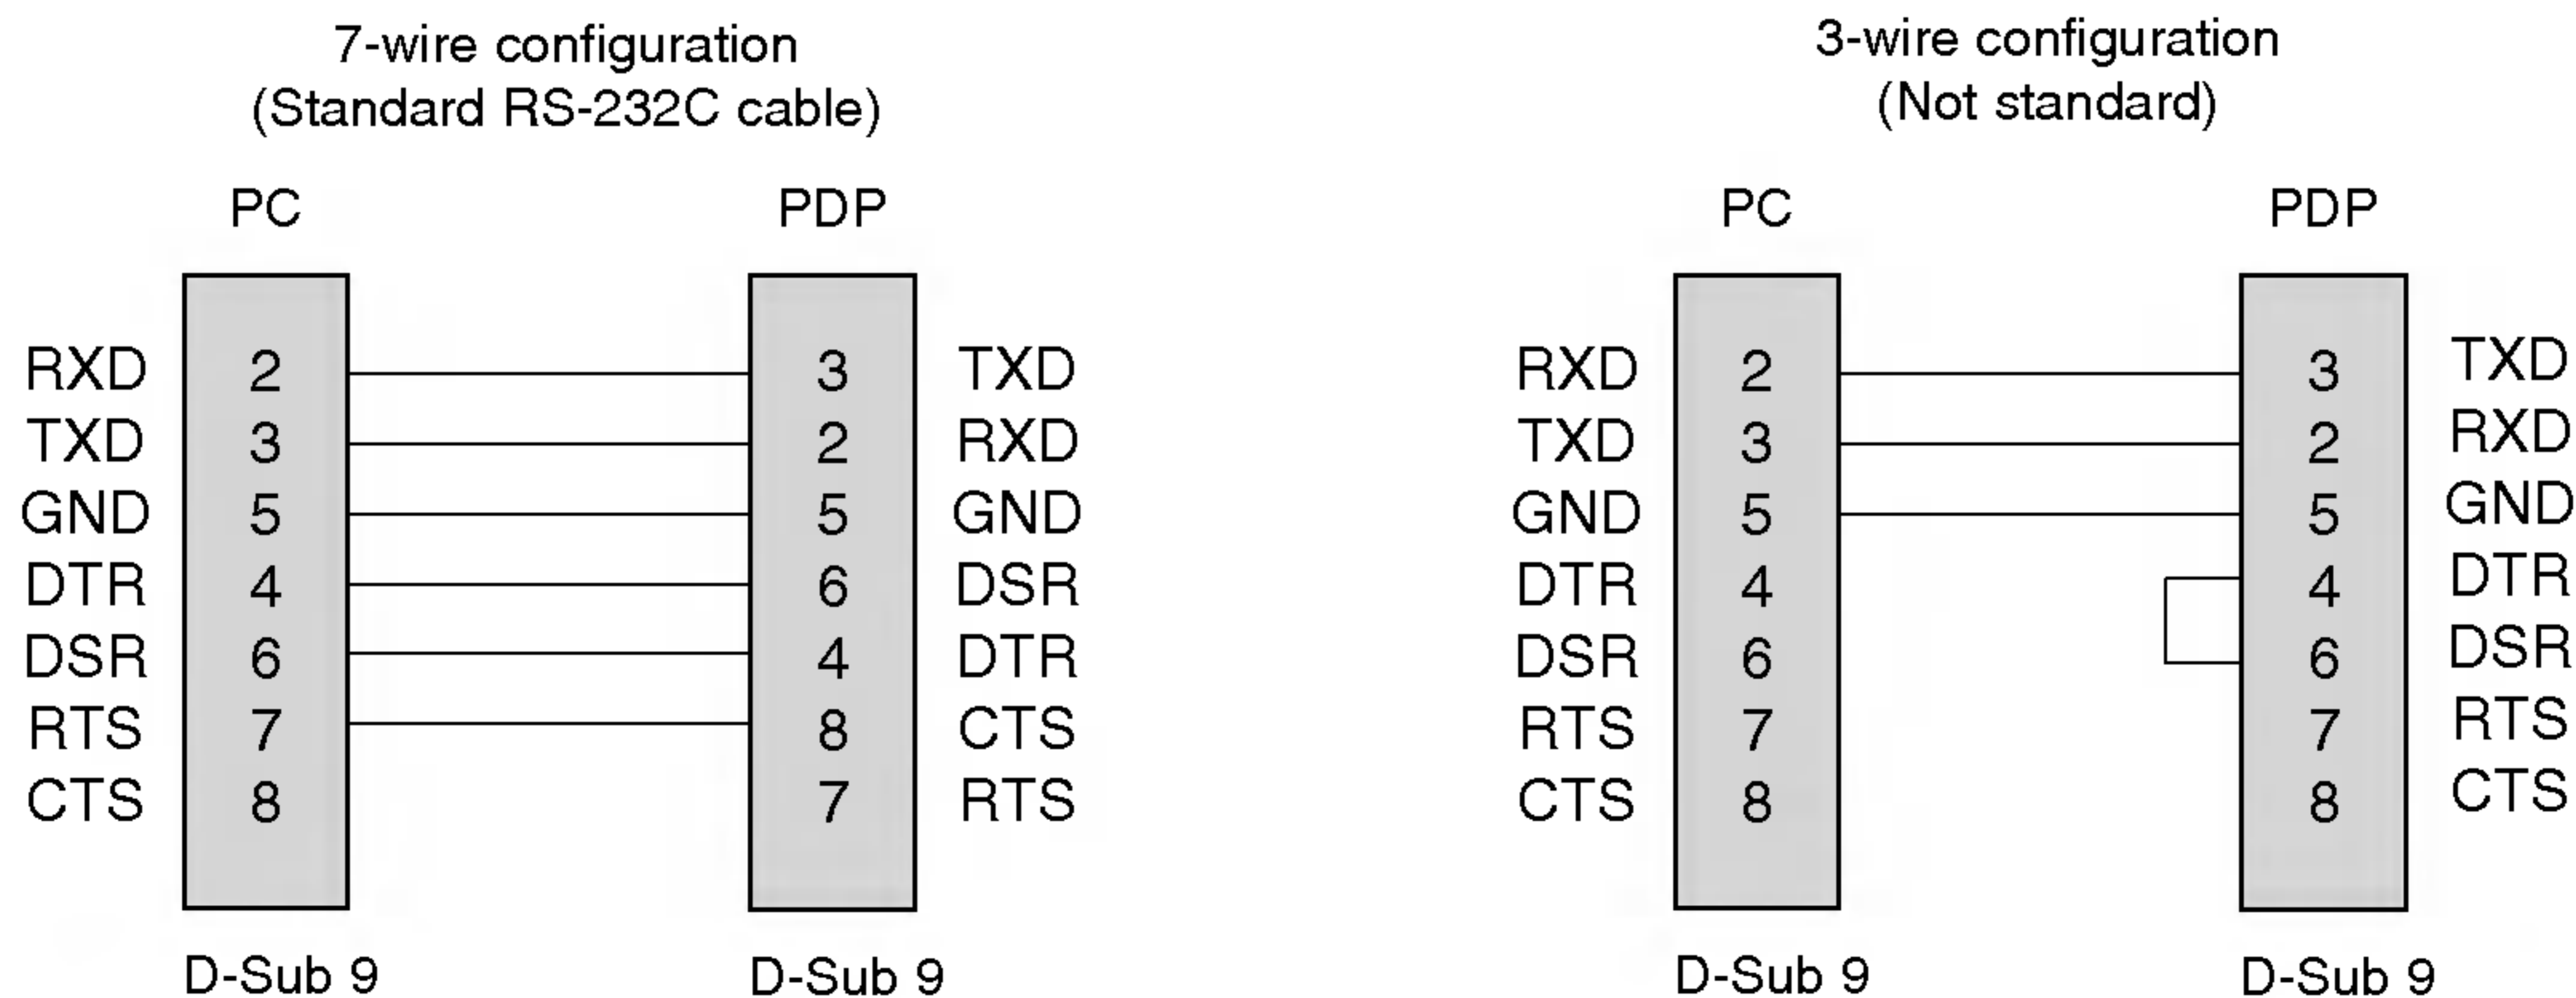 7-wire configuration
(Standard RS-232C cable)
PC PDP
RXD 2 3 TXD
TXD 3 2 RXD
GND 5 5 GND
DTR 4 6 DSR
DSR 6 4 DTR
RTS 7 8 CTS
CTS 8 7 RTS
D-Sub 9 D-Sub 9
3-wire configuration
(Not standard)
PC PDP
RXD 2 3 TXD
TXD 3 2 RXD
GND 5 5 GND
DTR 4 4 DTR
DSR 6 6 DSR
RTS 7 7 RTS
CTS 8 8 CTS
D-Sub 9 D-Sub 9